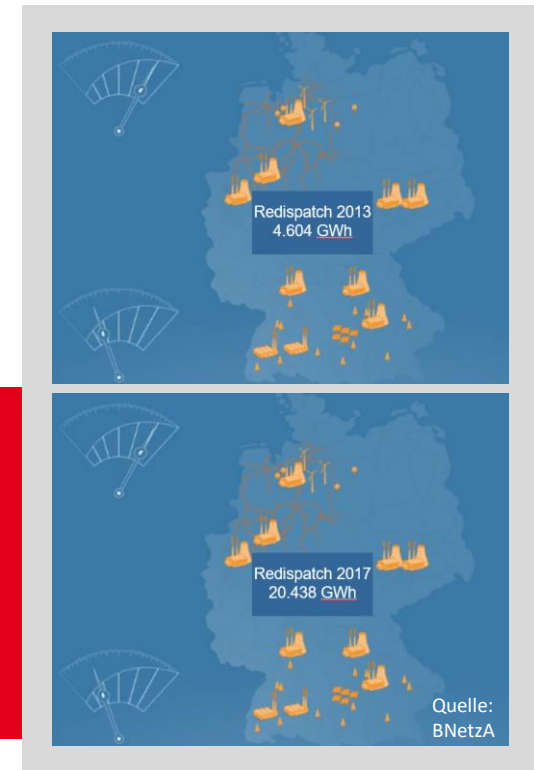 Redispatch 2013
4.604 GWh
Redispatch 2017
20.438 GWh
Quelle:
BNetzA